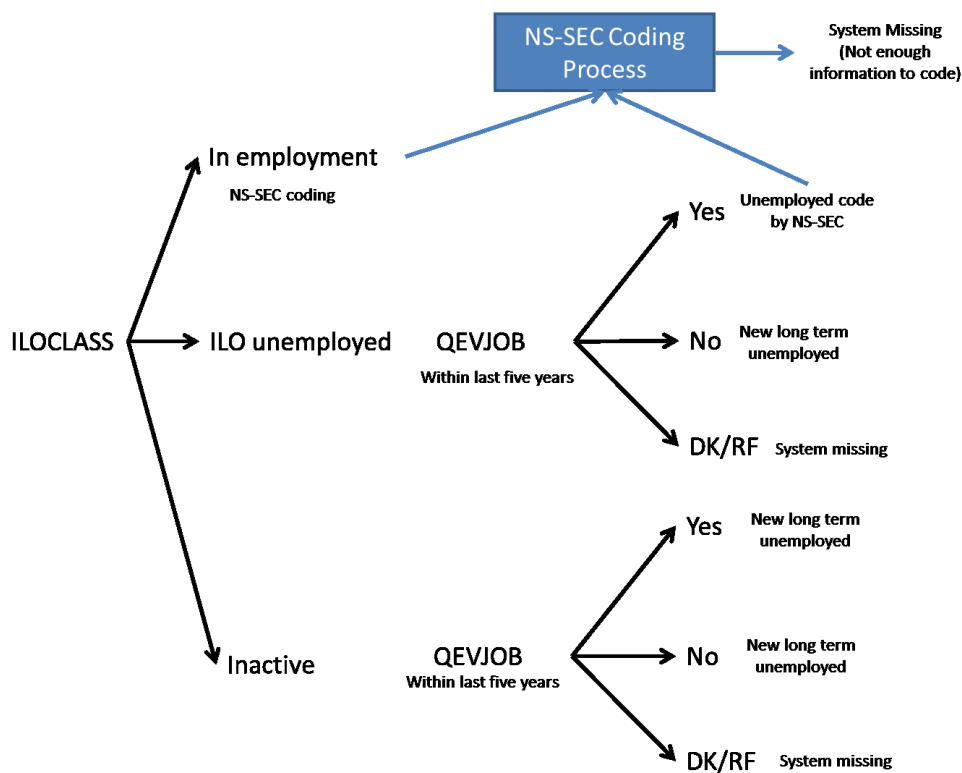 NS-SEC Coding
Process
System Missing
(Not enough
information to code)
In employment
NS-SEC coding
Yes
Unemployed code
by NS-SEC
ILOCLASS
ILO unemployed
QEVJOB
Within last five years
No
New long term
unemployed
DK/RF
System missing
Yes
New long term
unemployed
Inactive
QEVJOB
Within last five years
No
New long term
unemployed
DK/RF
System missing